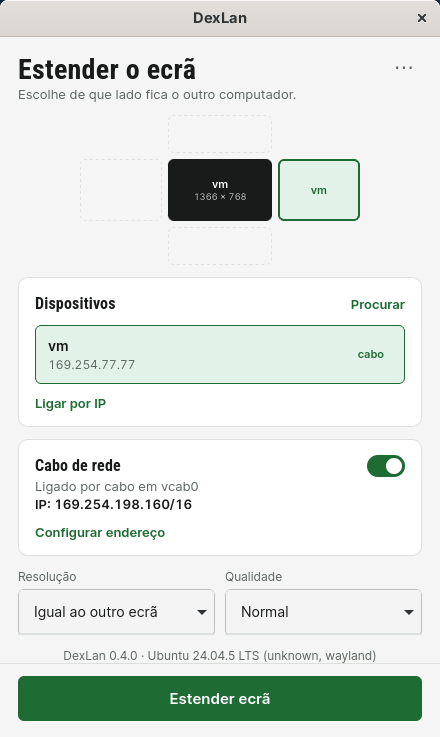 DexLan
×
Estender o ecrã
...
Escolhe de que lado fica o outro computador.
vm
1366 × 768
vm
Dispositivos
Procurar
vm
169.254.77.77
cabo
Ligar por IP
Cabo de rede
Ligado por cabo em vcab0
IP: 169.254.198.160/16
Configurar endereço
Resolução
Qualidade
Igual ao outro ecrã
Normal
DexLan 0.4.0 · Ubuntu 24.04.5 LTS (unknown, wayland)
Estender ecrã